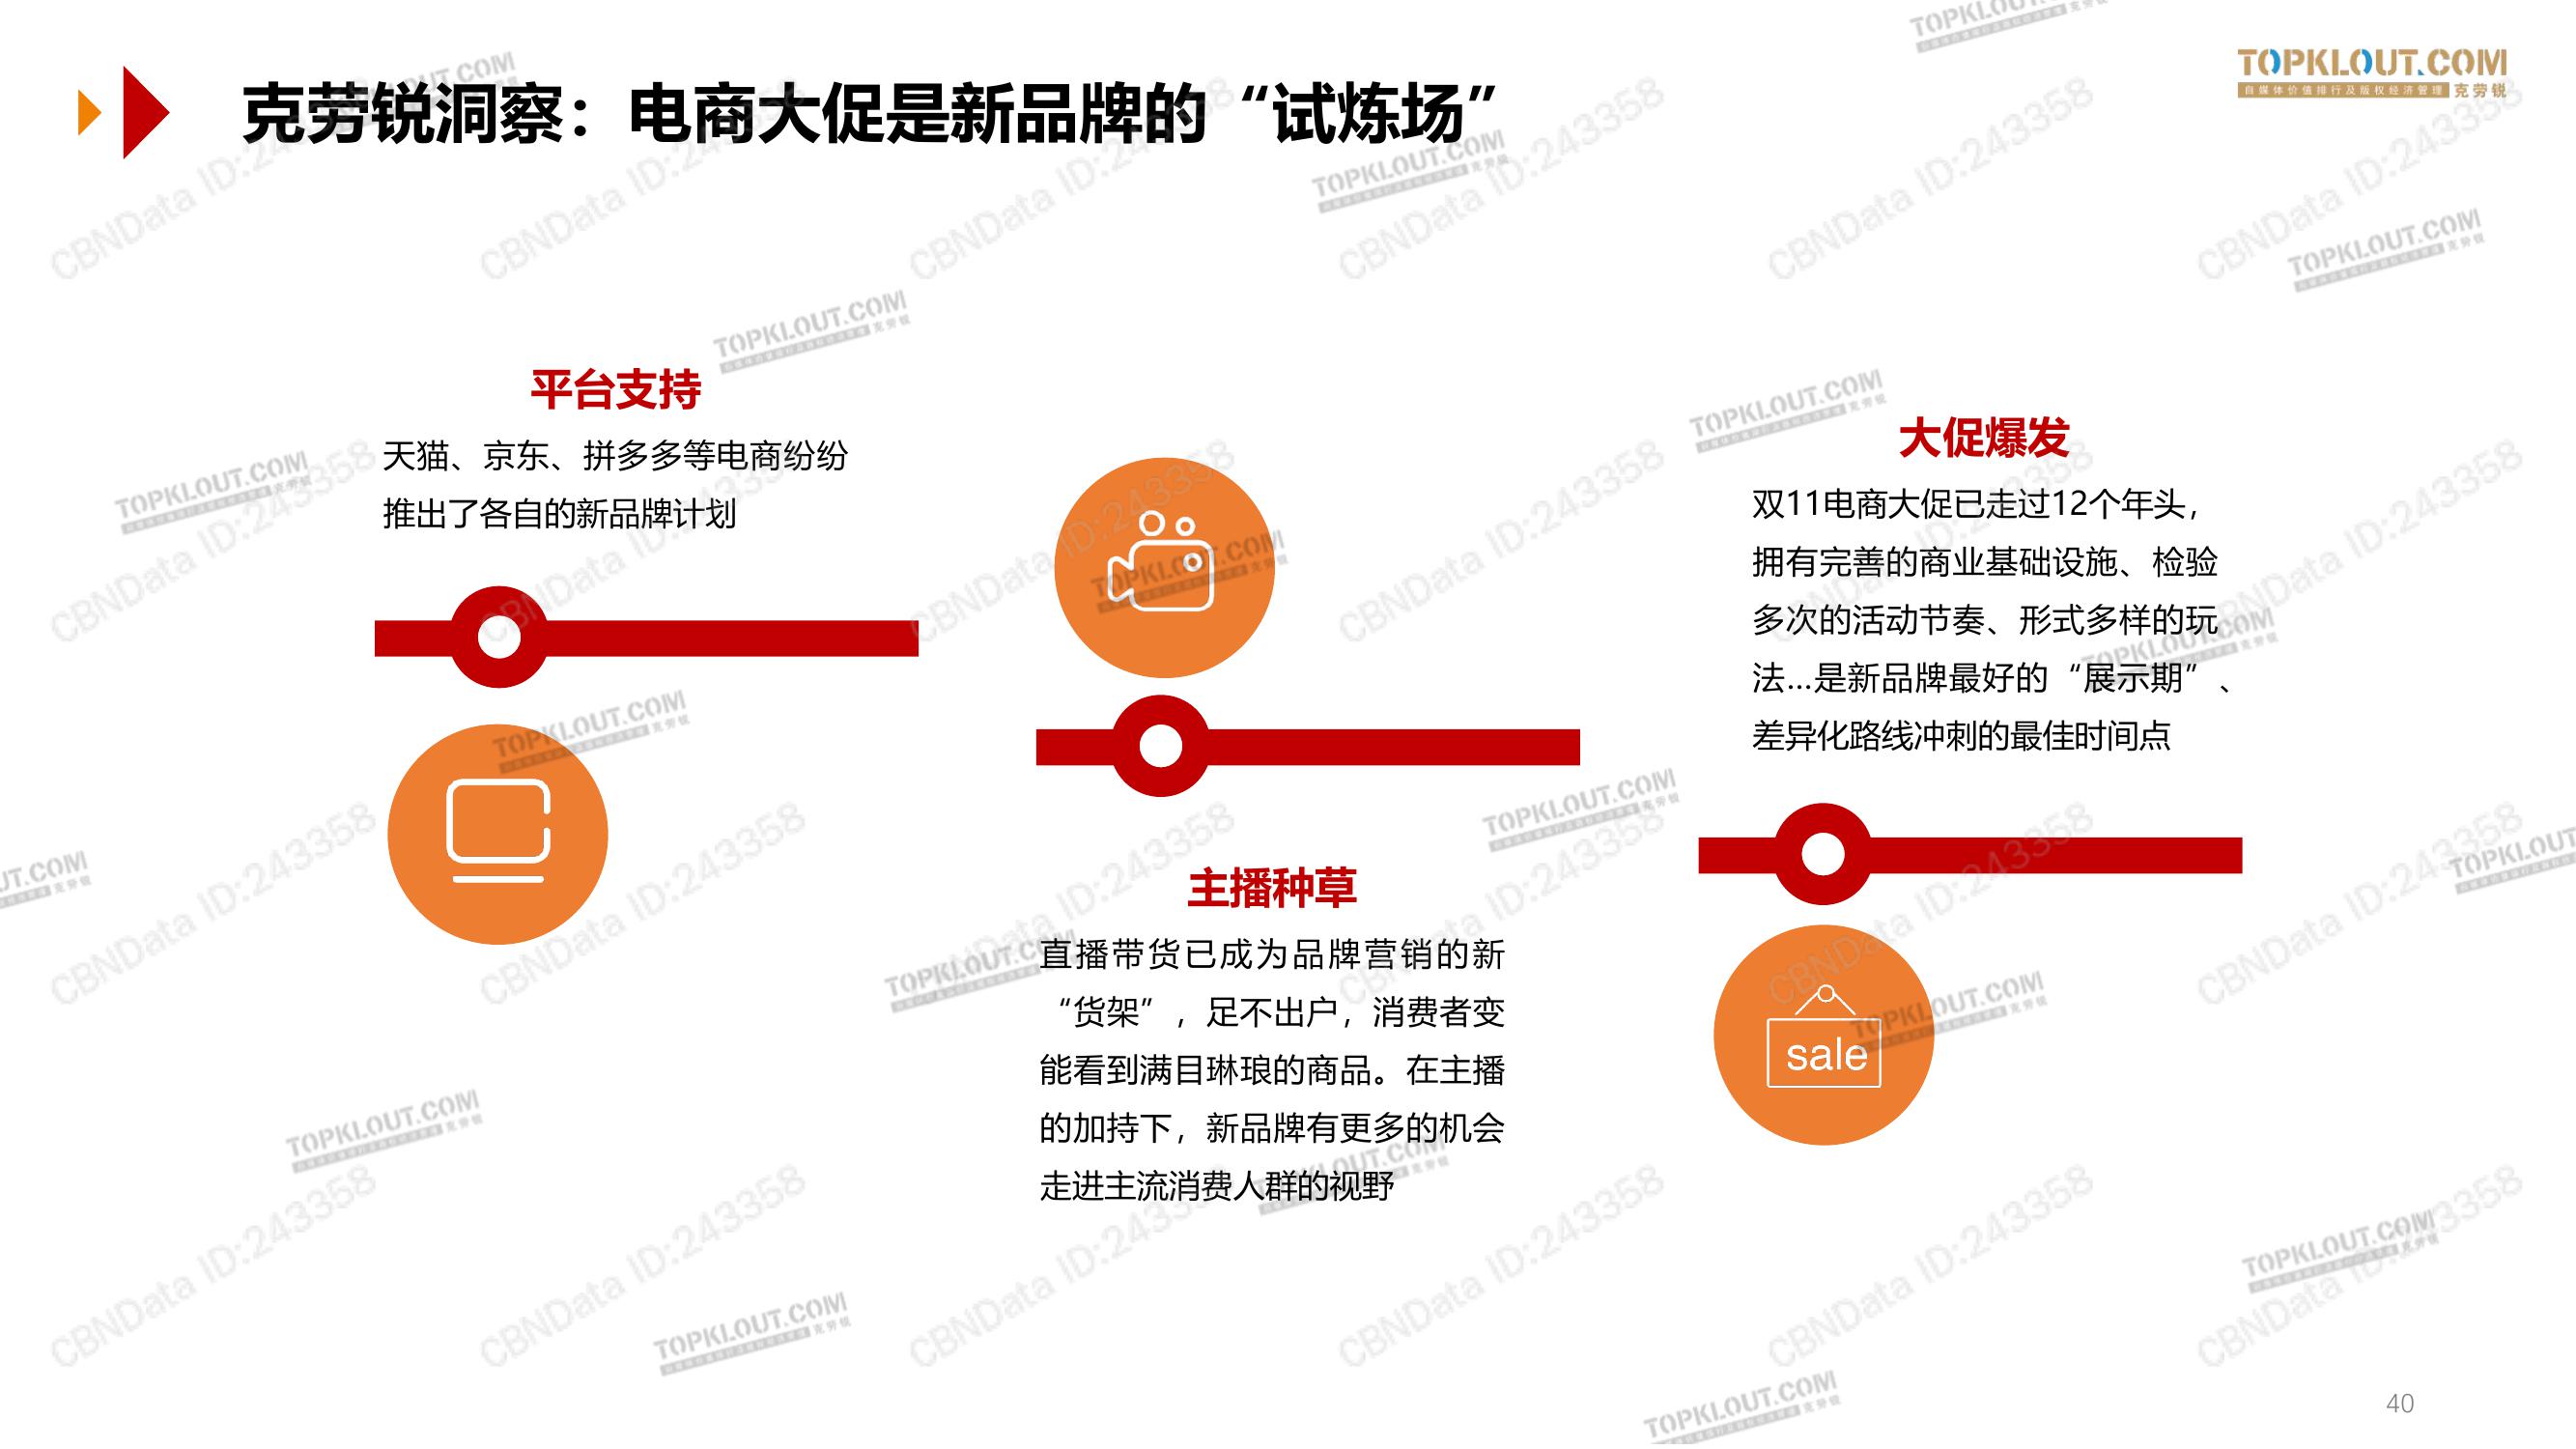 克劳锐洞察：电商大促是新品牌的“试炼场”
TOPKLOUT.COM
自媒体价值排行及版权经济管理 克劳锐
平台支持
天猫、京东、拼多多等电商纷纷
推出了各自的新品牌计划
主播种草
直播带货已成为品牌营销的新
“货架”，足不出户，消费者变
能看到满目琳琅的商品。在主播
的加持下，新品牌有更多的机会
走进主流消费人群的视野
大促爆发
双11电商大促已走过12个年头，
拥有完善的商业基础设施、检验
多次的活动节奏、形式多样的玩
法...是新品牌最好的“展示期”、
差异化路线冲刺的最佳时间点
sale
CBNData ID:243358
40